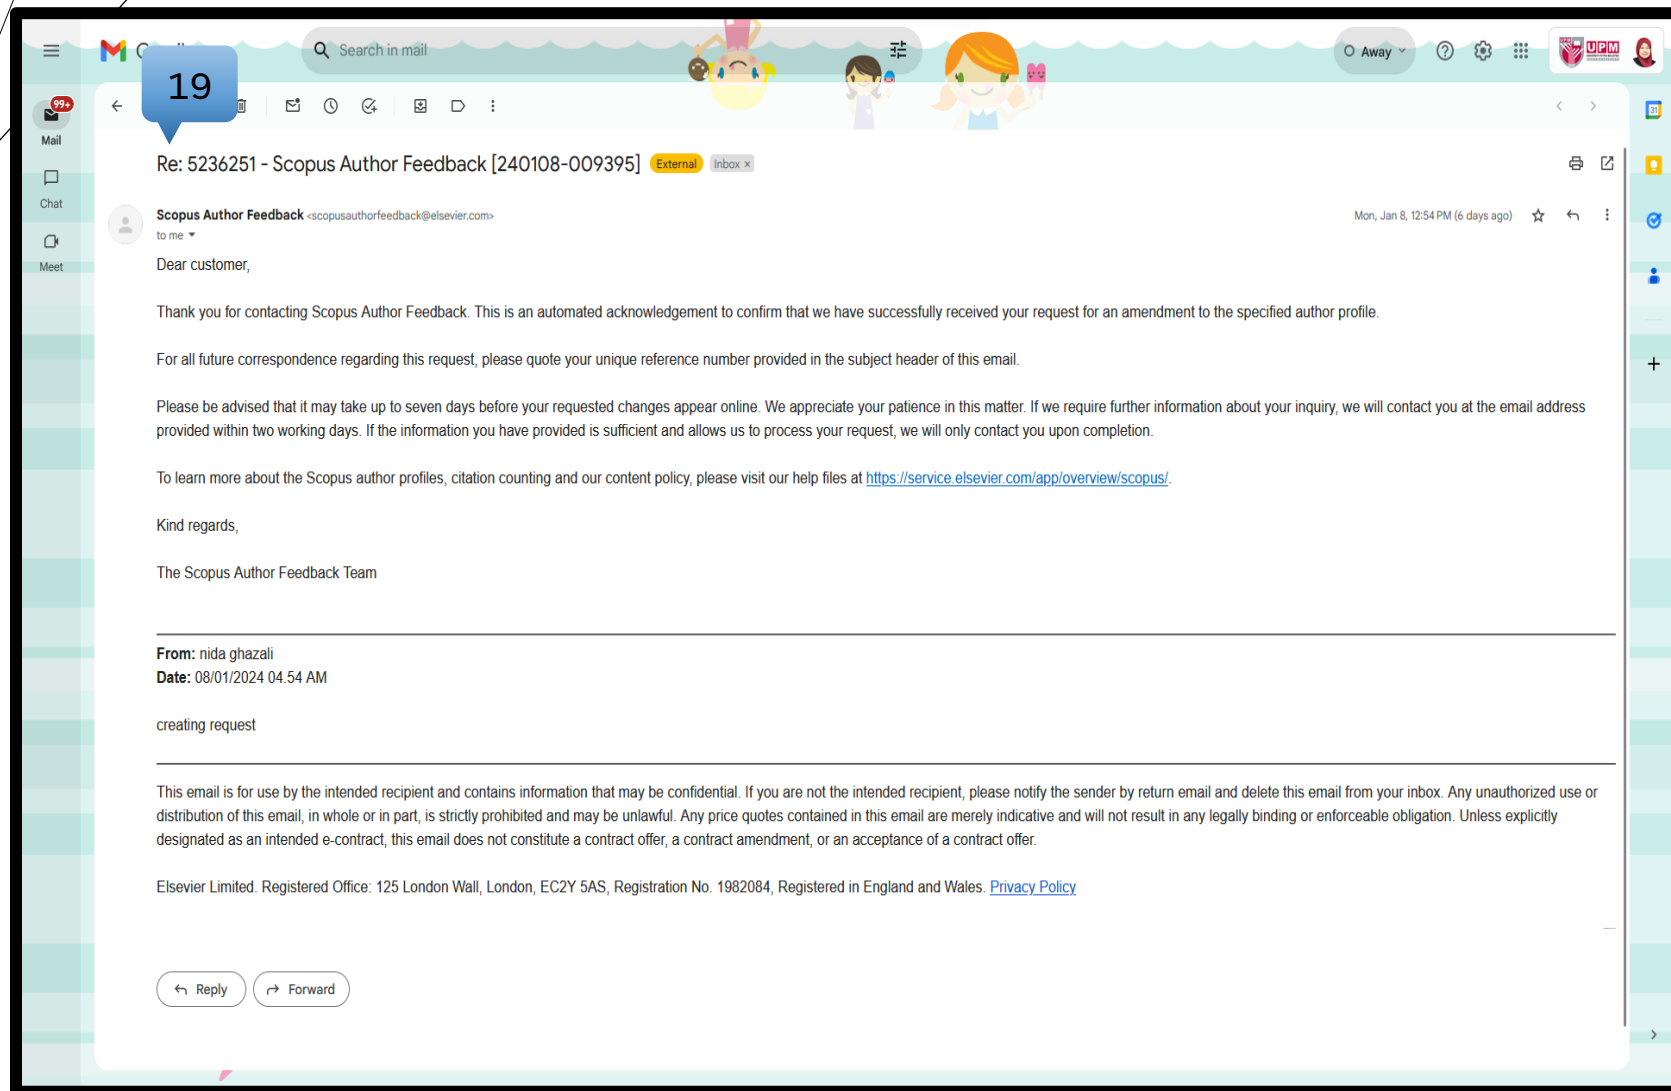 Search in mail
Away
UPM
19
99+
Mail
Chat
Meet
31
Re: 5236251 - Scopus Author Feedback [240108-009395] External Inbox ×
Scopus Author Feedback <scopusauthorfeedback@elsevier.com>
Mon, Jan 8, 12:54 PM (6 days ago)
to me
Dear customer,
Thank you for contacting Scopus Author Feedback. This is an automated acknowledgement to confirm that we have successfully received your request for an amendment to the specified author profile.
For all future correspondence regarding this request, please quote your unique reference number provided in the subject header of this email.
Please be advised that it may take up to seven days before your requested changes appear online. We appreciate your patience in this matter. If we require further information about your inquiry, we will contact you at the email address
provided within two working days. If the information you have provided is sufficient and allows us to process your request, we will only contact you upon completion.
To learn more about the Scopus author profiles, citation counting and our content policy, please visit our help files at https://service.elsevier.com/app/overview/scopus/.
Kind regards,
The Scopus Author Feedback Team
From: nida ghazali
Date: 08/01/2024 04.54 AM
creating request
This email is for use by the intended recipient and contains information that may be confidential. If you are not the intended recipient, please notify the sender by return email and delete this email from your inbox. Any unauthorized use or
distribution of this email, in whole or in part, is strictly prohibited and may be unlawful. Any price quotes contained in this email are merely indicative and will not result in any legally binding or enforceable obligation. Unless explicitly
designated as an intended e-contract, this email does not constitute a contract offer, a contract amendment, or an acceptance of a contract offer.
Elsevier Limited. Registered Office: 125 London Wall, London, EC2Y 5AS, Registration No. 1982084, Registered in England and Wales. Privacy Policy
Reply
Forward